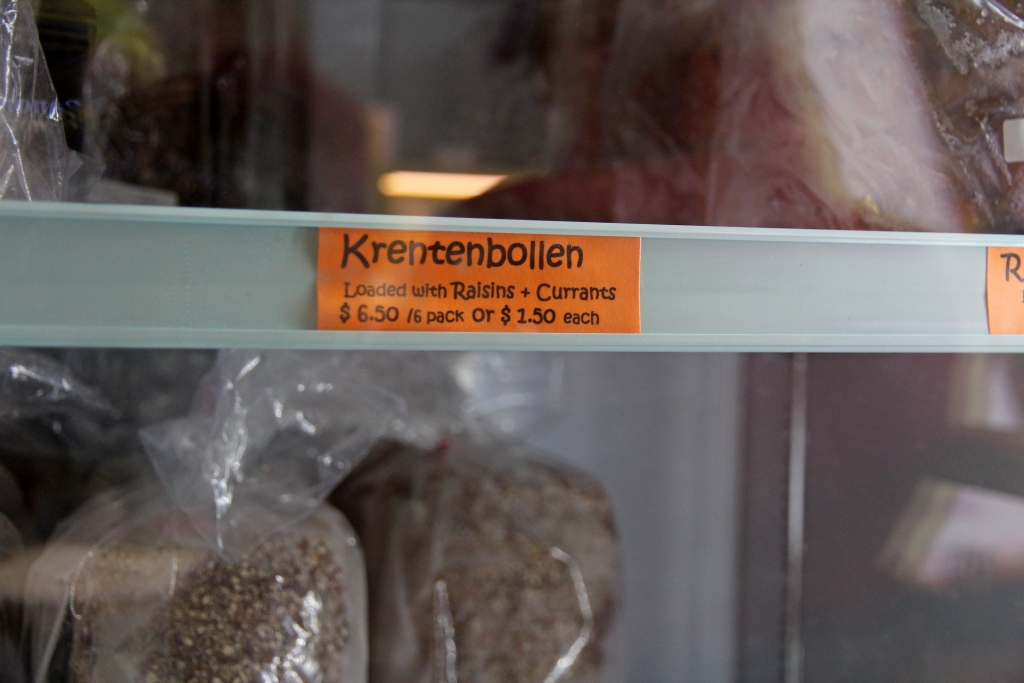 Krentenbollen
Loaded with Raisins + Currants
$ 6.50 /6 pack or $ 1.50 each
R